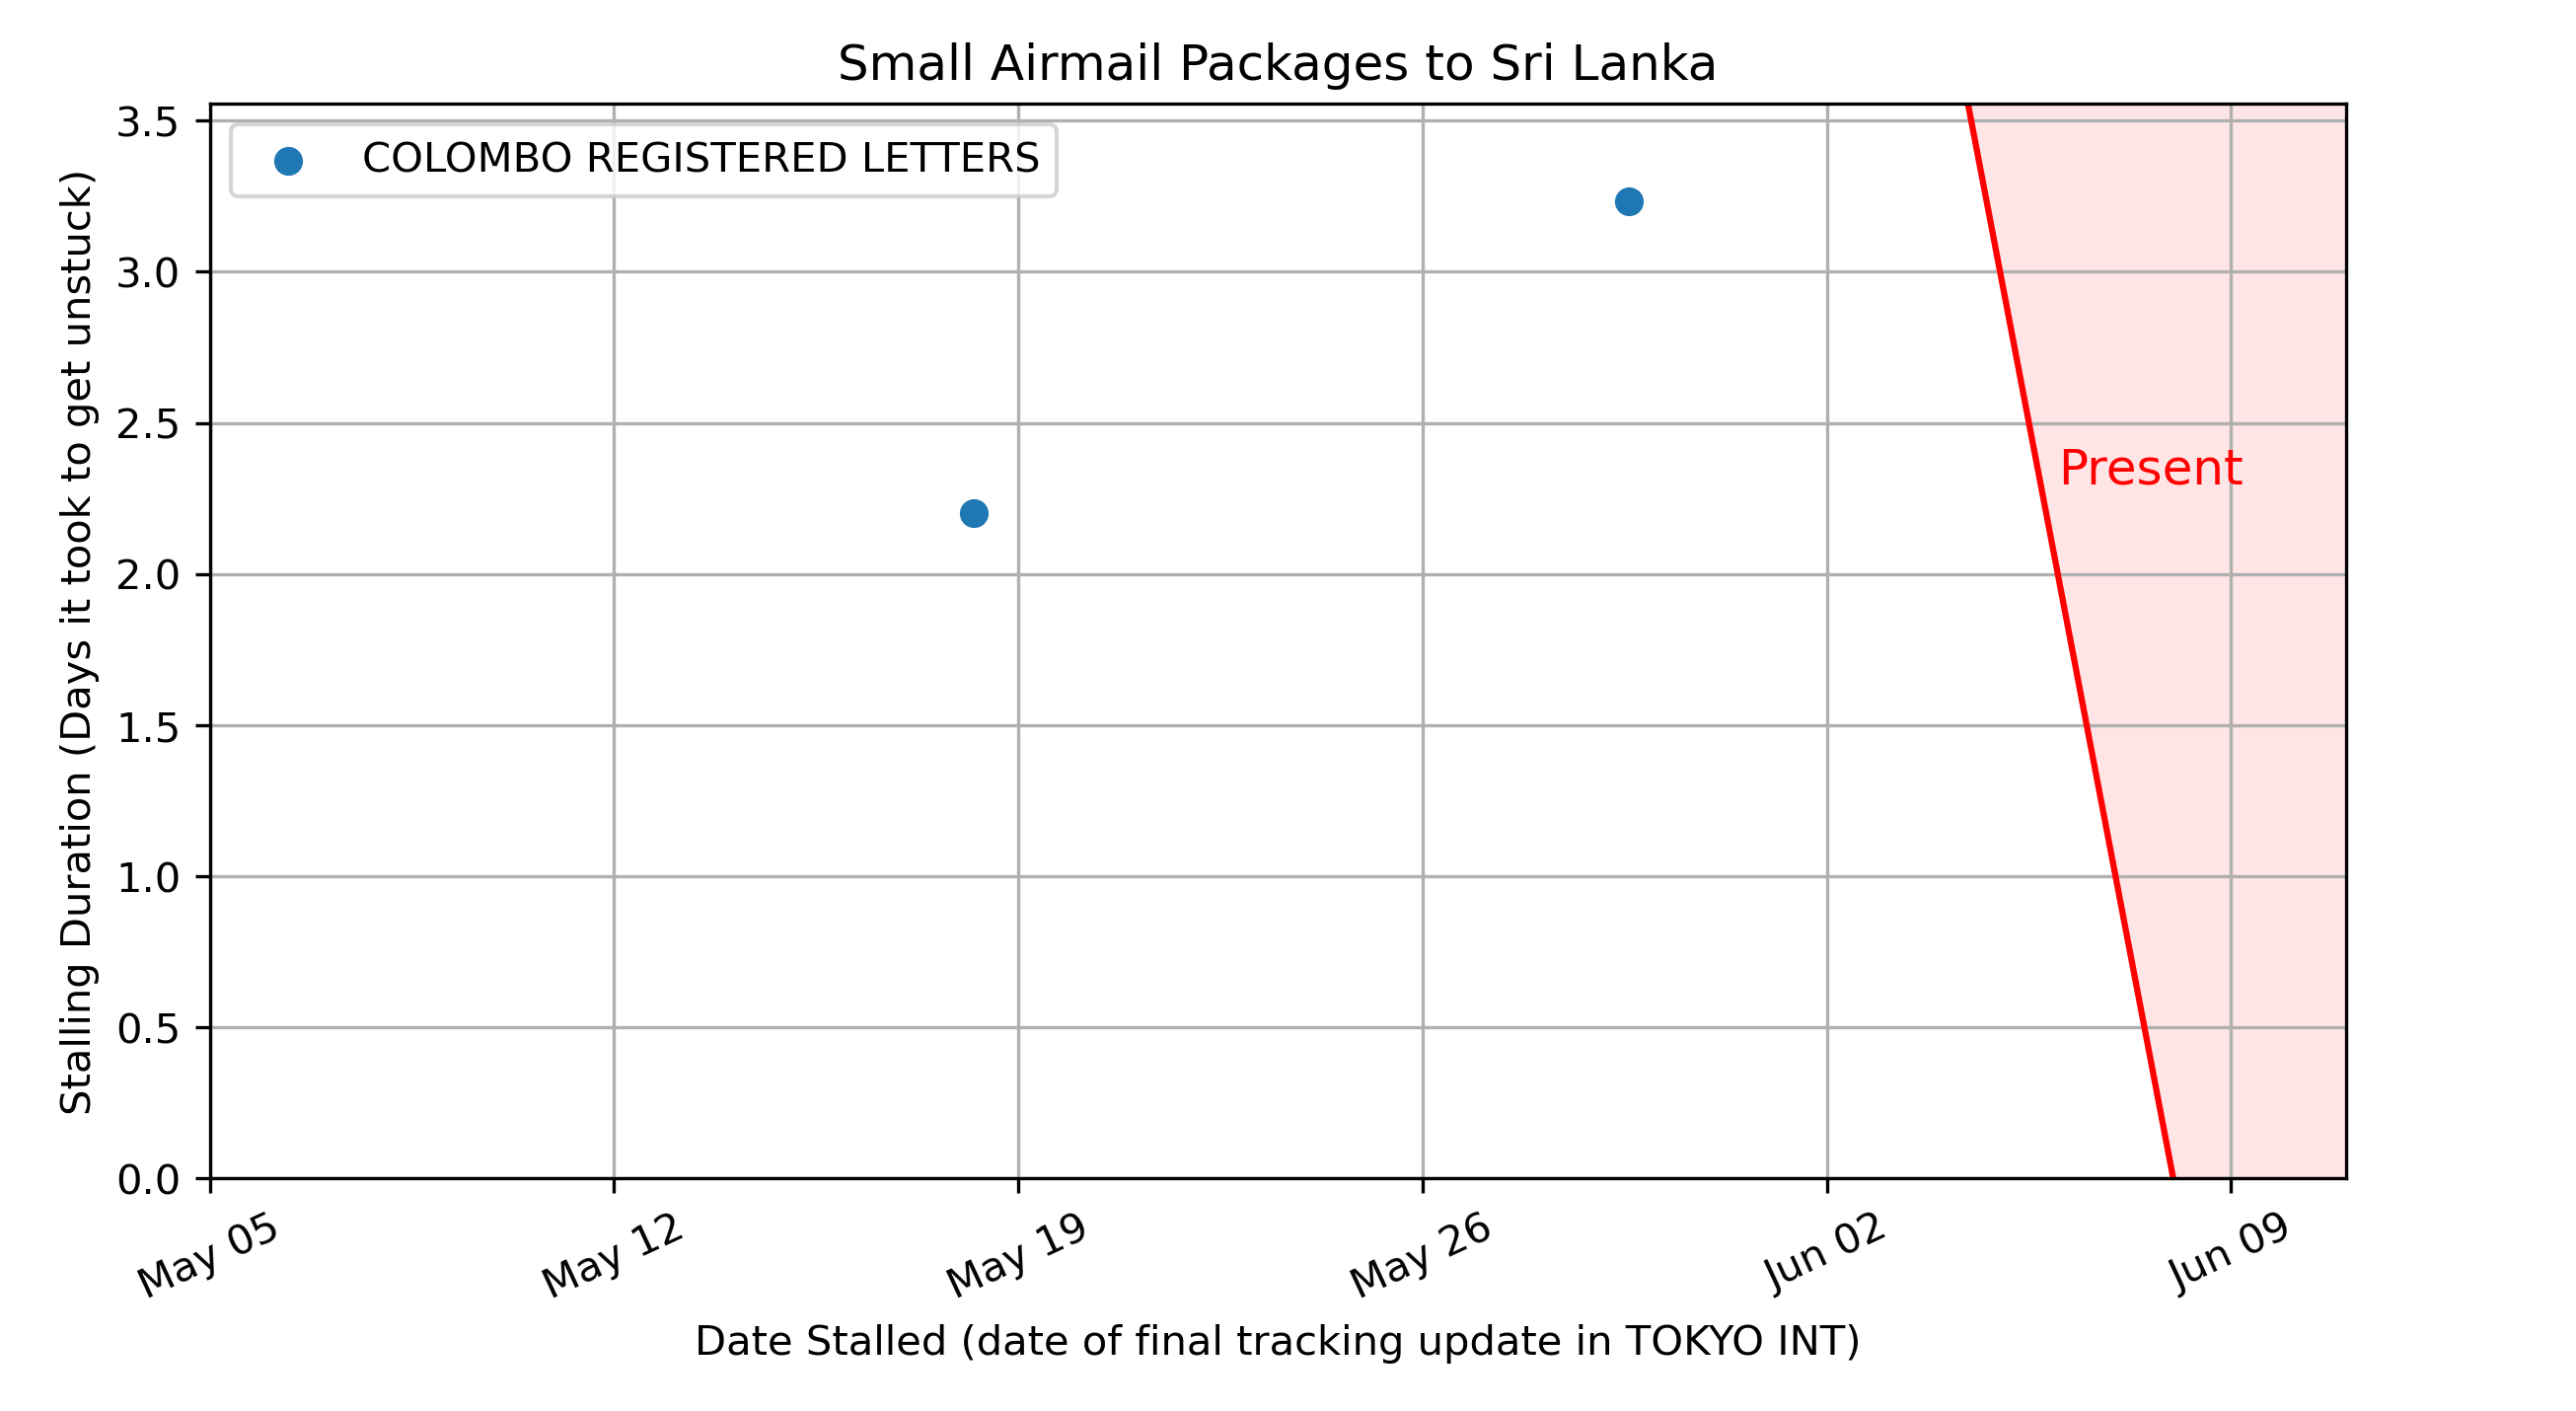 Small Airmail Packages to Sri Lanka
COLOMBO REGISTERED LETTERS
Present
Stalling Duration (Days it took to get unstuck)
3.5
3.0
2.5
2.0
1.5
1.0
0.5
0.0
May 05
May 12
May 19
May 26
Jun 02
Jun 09
Date Stalled (date of final tracking update in TOKYO INT)